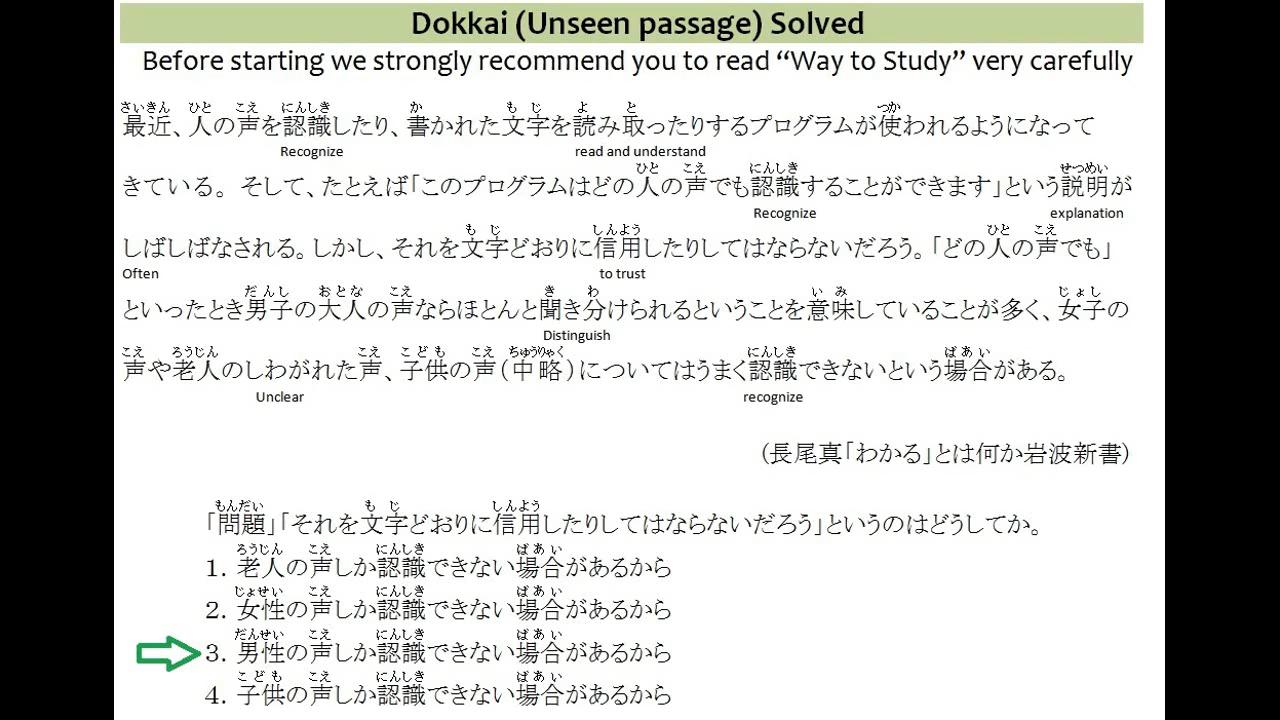 Dokkai (Unseen passage) Solved
Before starting we strongly recommend you to read “Way to Study” very carefully
さいきん ひと こえ にんしき か も じ よ と つか
最近、人の声を認識したり、書かれた文字を読み取ったりするプログラムが使われるようになって
Recognize read and understand
ひと こえ にんしき せつめい
きている。そして、たとえば「このプログラムはどの人の声でも認識することができます」という説明が
Recognize explanation
も じ しんよう ひと こえ
しばしばなされる。しかし、それを文字どおりに信用したりしてはならないだろう。「どの人の声でも」
Often to trust
だんし おとな こえ き わ い み じょし
といったとき男子の大人の声ならほとんと聞き分けられるということを意味していることが多く、女子の
Distinguish
こえ ろうじん こえ こども こえ ちゅうりゃく にんしき ばあい
声や老人のしわがれた声、子供の声(中略)についてはうまく認識できないという場合がある。
Unclear recognize
(長尾真「わかる」とは何か岩波新書)
もんだい も じ しんよう
「問題」「それを文字どおりに信用したりしてはならないだろう」というのはどうしてか。
ろうじん こえ にんしき ばあい
1. 老人の声しか認識できない場合があるから
じょせい こえ にんしき ばあい
2. 女性の声しか認識できない場合があるから
だんせい こえ にんしき ばあい
3. 男性の声しか認識できない場合があるから
こども こえ にんしき ばあい
4. 子供の声しか認識できない場合があるから